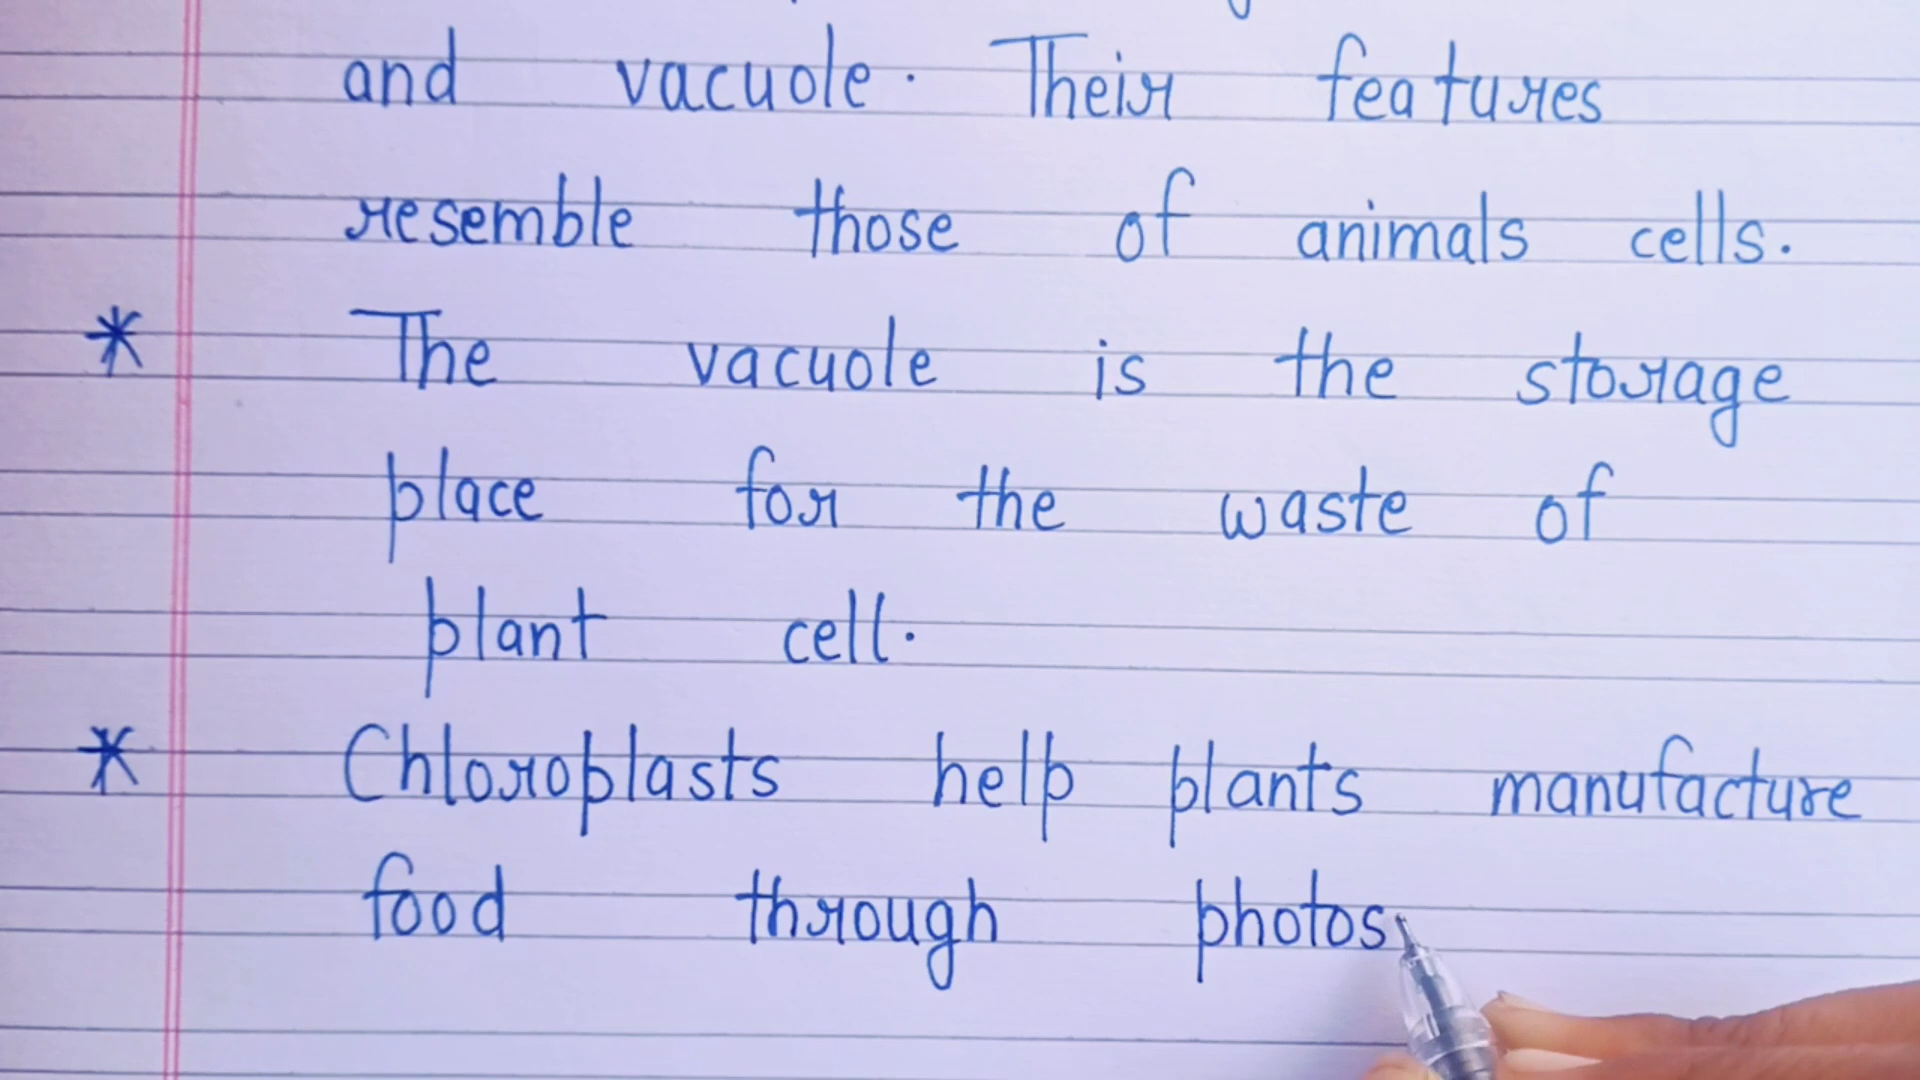 and vacuole. Their features
resemble those of animals cells.
* The vacuole is the storage
place for the waste of
plant cell.
* Chloroplasts help plants manufacture
food through photos